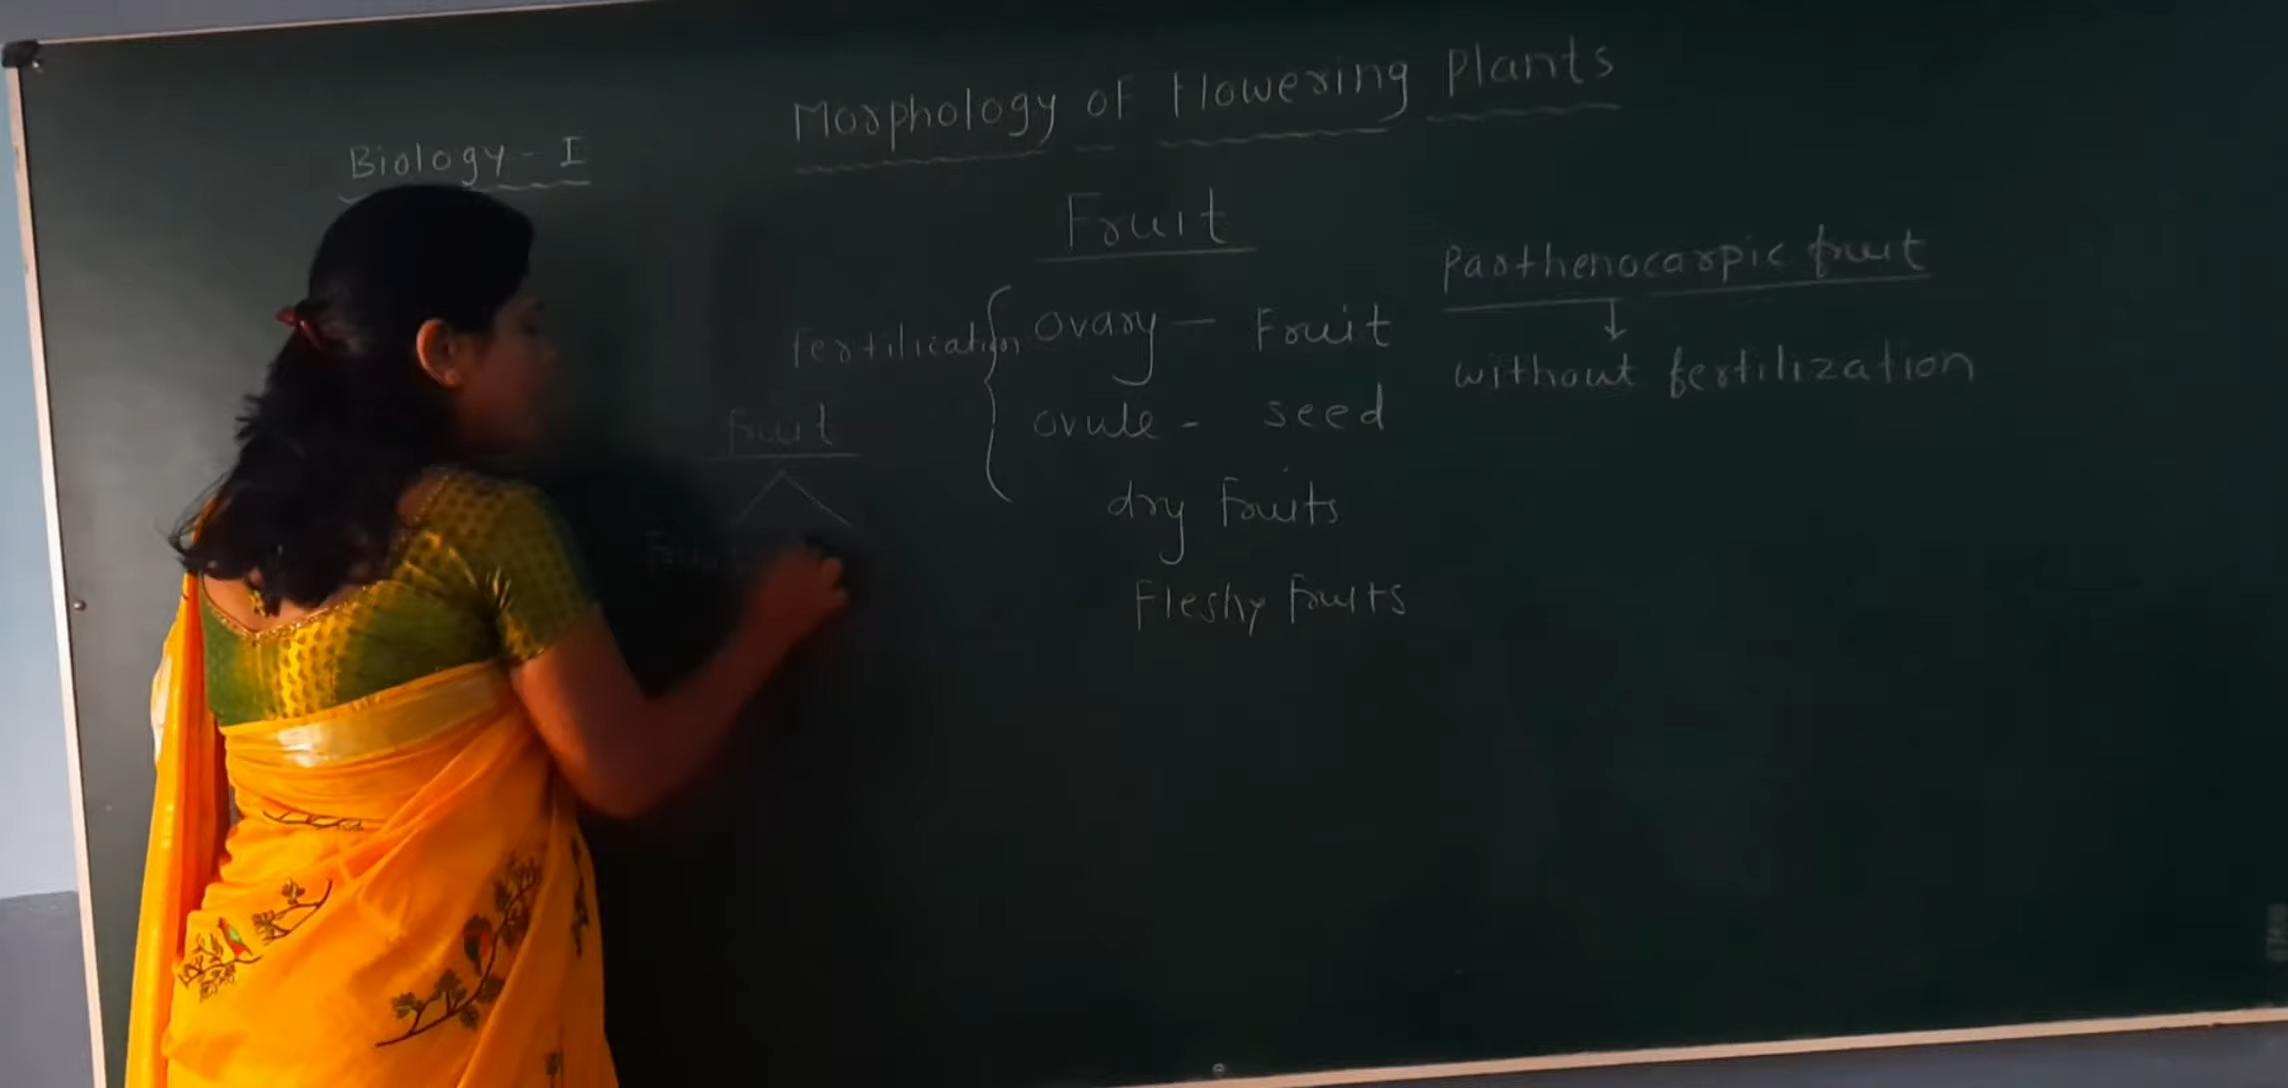 Morphology of Flowering Plants
Biology - I
Fruit
Parthenocarpic fruit
Fertilization { Ovary — Fruit
↓
without fertilization
ovule - seed
fruit
dry Fruits
Fleshy Fruits